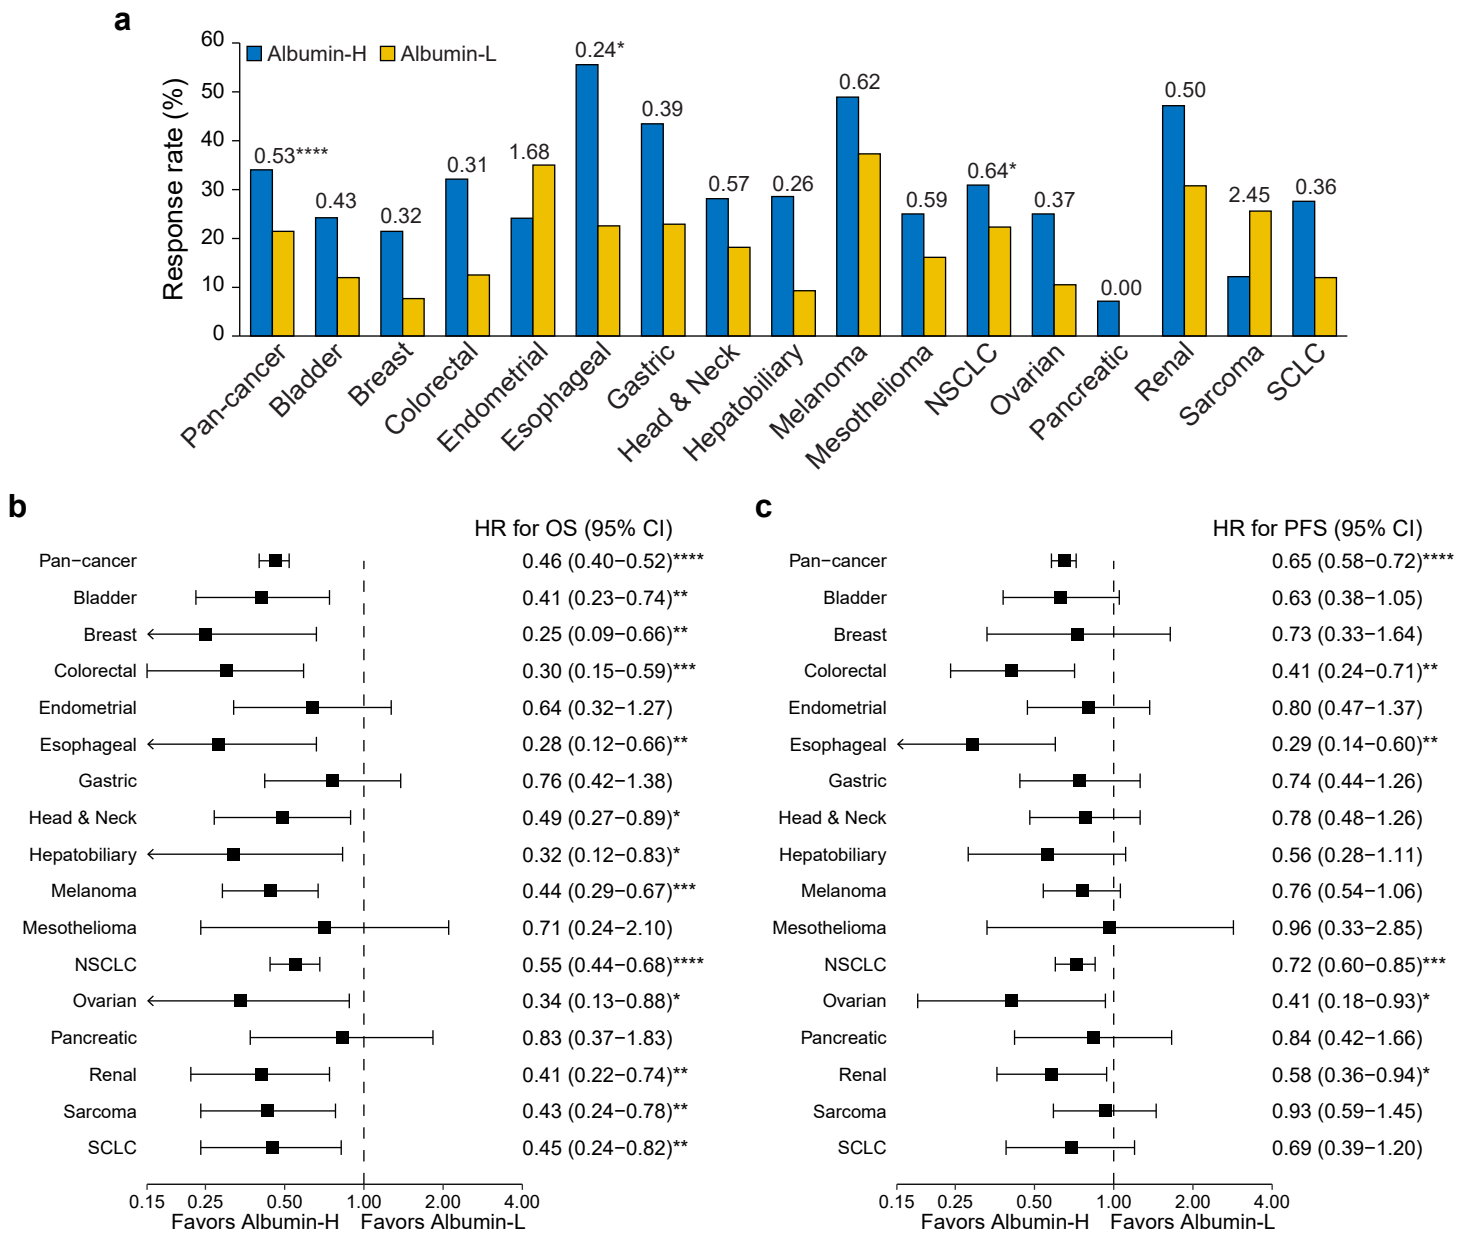 a
Response rate (%)
60
50
40
30
20
10
0
Albumin-H Albumin-L
0.53****
0.43
0.32
0.31
1.68
0.24*
0.39
0.57
0.26
0.62
0.59
0.64*
0.37
0.00
0.50
2.45
0.36
Pan-cancer
Bladder
Breast
Colorectal
Endometrial
Esophageal
Gastric
Head & Neck
Hepatobiliary
Melanoma
Mesothelioma
NSCLC
Ovarian
Pancreatic
Renal
Sarcoma
SCLC
b
HR for OS (95% CI)
Pan−cancer 0.46 (0.40−0.52)****
Bladder 0.41 (0.23−0.74)**
Breast 0.25 (0.09−0.66)**
Colorectal 0.30 (0.15−0.59)***
Endometrial 0.64 (0.32−1.27)
Esophageal 0.28 (0.12−0.66)**
Gastric 0.76 (0.42−1.38)
Head & Neck 0.49 (0.27−0.89)*
Hepatobiliary 0.32 (0.12−0.83)*
Melanoma 0.44 (0.29−0.67)***
Mesothelioma 0.71 (0.24−2.10)
NSCLC 0.55 (0.44−0.68)****
Ovarian 0.34 (0.13−0.88)*
Pancreatic 0.83 (0.37−1.83)
Renal 0.41 (0.22−0.74)**
Sarcoma 0.43 (0.24−0.78)**
SCLC 0.45 (0.24−0.82)**
0.15 0.25 0.50 1.00 2.00 4.00
Favors Albumin-H Favors Albumin-L
c
HR for PFS (95% CI)
Pan−cancer 0.65 (0.58−0.72)****
Bladder 0.63 (0.38−1.05)
Breast 0.73 (0.33−1.64)
Colorectal 0.41 (0.24−0.71)**
Endometrial 0.80 (0.47−1.37)
Esophageal 0.29 (0.14−0.60)**
Gastric 0.74 (0.44−1.26)
Head & Neck 0.78 (0.48−1.26)
Hepatobiliary 0.56 (0.28−1.11)
Melanoma 0.76 (0.54−1.06)
Mesothelioma 0.96 (0.33−2.85)
NSCLC 0.72 (0.60−0.85)***
Ovarian 0.41 (0.18−0.93)*
Pancreatic 0.84 (0.42−1.66)
Renal 0.58 (0.36−0.94)*
Sarcoma 0.93 (0.59−1.45)
SCLC 0.69 (0.39−1.20)
0.15 0.25 0.50 1.00 2.00 4.00
Favors Albumin-H Favors Albumin-L